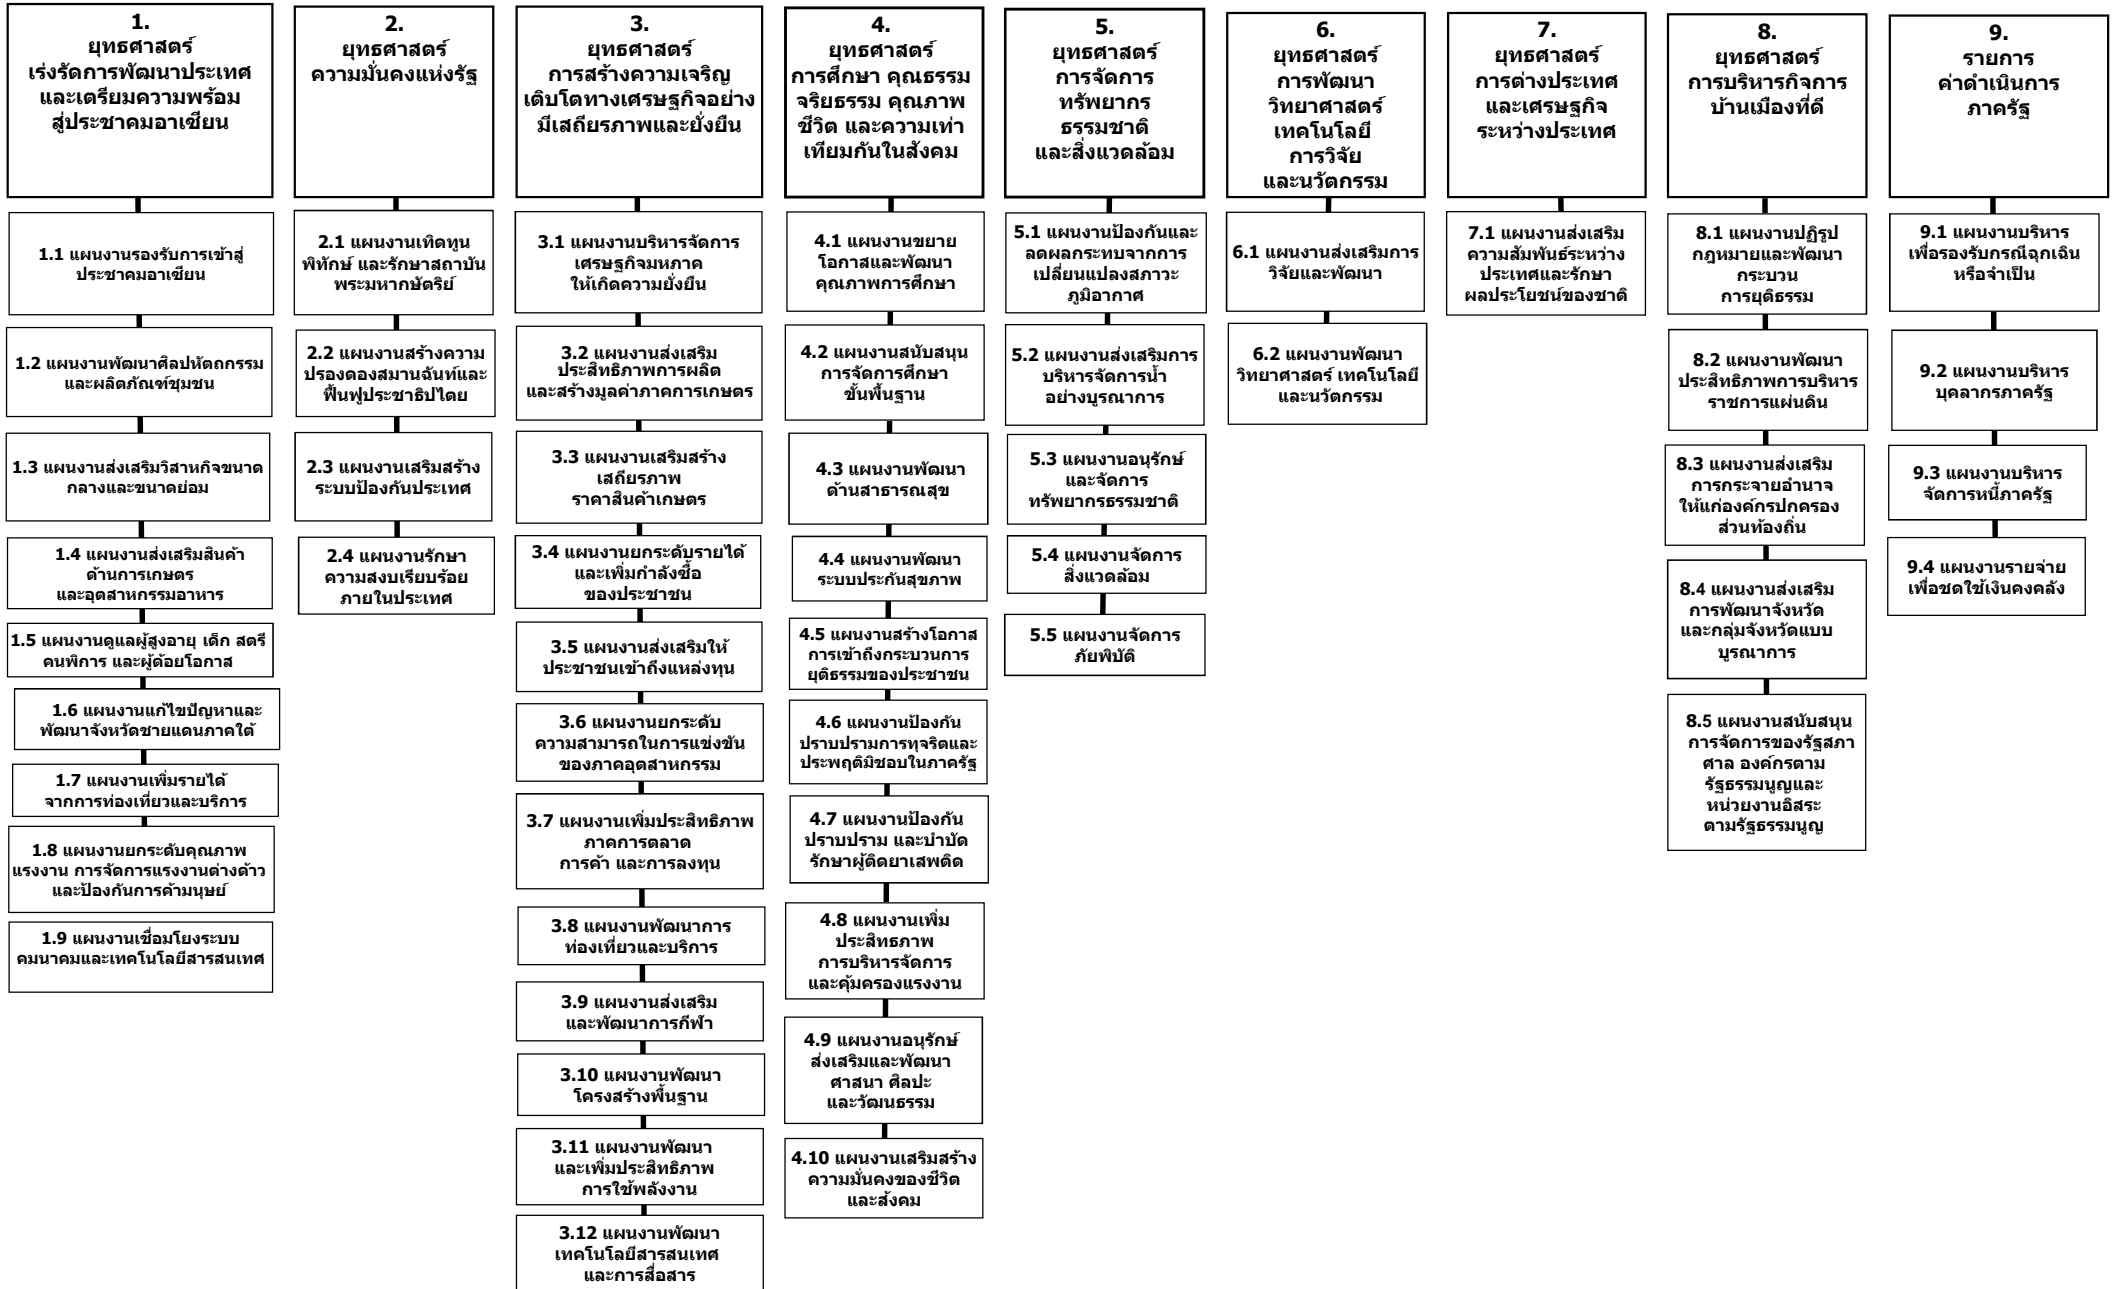 1.
ยุทธศาสตร์
เร่งรัดการพัฒนาประเทศ
และเตรียมความพร้อม
สู่ประชาคมอาเซียน
1.1 แผนงานรองรับการเข้าสู่
ประชาคมอาเซียน
1.2 แผนงานพัฒนาศิลปหัตถกรรม
และผลิตภัณฑ์ชุมชน
1.3 แผนงานส่งเสริมวิสาหกิจขนาด
กลางและขนาดย่อม
1.4 แผนงานส่งเสริมสินค้า
ด้านการเกษตร
และอุตสาหกรรมอาหาร
1.5 แผนงานดูแลผู้สูงอายุ เด็ก สตรี
คนพิการ และผู้ด้อยโอกาส
1.6 แผนงานแก้ไขปัญหาและ
พัฒนาจังหวัดชายแดนภาคใต้
1.7 แผนงานเพิ่มรายได้
จากการท่องเที่ยวและบริการ
1.8 แผนงานยกระดับคุณภาพ
แรงงาน การจัดการแรงงานต่างด้าว
และป้องกันการค้ามนุษย์
1.9 แผนงานเชื่อมโยงระบบ
คมนาคมและเทคโนโลยีสารสนเทศ
2.
ยุทธศาสตร์
ความมั่นคงแห่งรัฐ
2.1 แผนงานเทิดทูน
พิทักษ์ และรักษาสถาบัน
พระมหากษัตริย์
2.2 แผนงานสร้างความ
ปรองดองสมานฉันท์และ
ฟื้นฟูประชาธิปไตย
2.3 แผนงานเสริมสร้าง
ระบบป้องกันประเทศ
2.4 แผนงานรักษา
ความสงบเรียบร้อย
ภายในประเทศ
3.
ยุทธศาสตร์
การสร้างความเจริญ
เติบโตทางเศรษฐกิจอย่าง
มีเสถียรภาพและยั่งยืน
3.1 แผนงานบริหารจัดการ
เศรษฐกิจมหภาค
ให้เกิดความยั่งยืน
3.2 แผนงานส่งเสริม
ประสิทธิภาพการผลิต
และสร้างมูลค่าภาคการเกษตร
3.3 แผนงานเสริมสร้าง
เสถียรภาพ
ราคาสินค้าเกษตร
3.4 แผนงานยกระดับรายได้
และเพิ่มกำลังซื้อ
ของประชาชน
3.5 แผนงานส่งเสริมให้
ประชาชนเข้าถึงแหล่งทุน
3.6 แผนงานยกระดับ
ความสามารถในการแข่งขัน
ของภาคอุตสาหกรรม
3.7 แผนงานเพิ่มประสิทธิภาพ
ภาคการตลาด
การค้า และการลงทุน
3.8 แผนงานพัฒนาการ
ท่องเที่ยวและบริการ
3.9 แผนงานส่งเสริม
และพัฒนาการกีฬา
3.10 แผนงานพัฒนา
โครงสร้างพื้นฐาน
3.11 แผนงานพัฒนา
และเพิ่มประสิทธิภาพ
การใช้พลังงาน
3.12 แผนงานพัฒนา
เทคโนโลยีสารสนเทศ
และการสื่อสาร
4.
ยุทธศาสตร์
การศึกษา คุณธรรม
จริยธรรม คุณภาพ
ชีวิต และความเท่า
เทียมกันในสังคม
4.1 แผนงานขยาย
โอกาสและพัฒนา
คุณภาพการศึกษา
4.2 แผนงานสนับสนุน
การจัดการศึกษา
ขั้นพื้นฐาน
4.3 แผนงานพัฒนา
ด้านสาธารณสุข
4.4 แผนงานพัฒนา
ระบบประกันสุขภาพ
4.5 แผนงานสร้างโอกาส
การเข้าถึงกระบวนการ
ยุติธรรมของประชาชน
4.6 แผนงานป้องกัน
ปราบปรามการทุจริตและ
ประพฤติมิชอบในภาครัฐ
4.7 แผนงานป้องกัน
ปราบปราม และบำบัด
รักษาผู้ติดยาเสพติด
4.8 แผนงานเพิ่ม
ประสิทธภาพ
การบริหารจัดการ
และคุ้มครองแรงงาน
4.9 แผนงานอนุรักษ์
ส่งเสริมและพัฒนา
ศาสนา ศิลปะ
และวัฒนธรรม
4.10 แผนงานเสริมสร้าง
ความมั่นคงของชีวิต
และสังคม
5.
ยุทธศาสตร์
การจัดการ
ทรัพยากร
ธรรมชาติ
และสิ่งแวดล้อม
5.1 แผนงานป้องกันและ
ลดผลกระทบจากการ
เปลี่ยนแปลงสภาวะ
ภูมิอากาศ
5.2 แผนงานส่งเสริมการ
บริหารจัดการน้ำ
อย่างบูรณาการ
5.3 แผนงานอนุรักษ์
และจัดการ
ทรัพยากรธรรมชาติ
5.4 แผนงานจัดการ
สิ่งแวดล้อม
5.5 แผนงานจัดการ
ภัยพิบัติ
6.
ยุทธศาสตร์
การพัฒนา
วิทยาศาสตร์
เทคโนโลยี
การวิจัย
และนวัตกรรม
6.1 แผนงานส่งเสริมการ
วิจัยและพัฒนา
6.2 แผนงานพัฒนา
วิทยาศาสตร์ เทคโนโลยี
และนวัตกรรม
7.
ยุทธศาสตร์
การต่างประเทศ
และเศรษฐกิจ
ระหว่างประเทศ
7.1 แผนงานส่งเสริม
ความสัมพันธ์ระหว่าง
ประเทศและรักษา
ผลประโยชน์ของชาติ
8.
ยุทธศาสตร์
การบริหารกิจการ
บ้านเมืองที่ดี
8.1 แผนงานปฏิรูป
กฎหมายและพัฒนา
กระบวน
การยุติธรรม
8.2 แผนงานพัฒนา
ประสิทธิภาพการบริหาร
ราชการแผ่นดิน
8.3 แผนงานส่งเสริม
การกระจายอำนาจ
ให้แก่องค์กรปกครอง
ส่วนท้องถิ่น
8.4 แผนงานส่งเสริม
การพัฒนาจังหวัด
และกลุ่มจังหวัดแบบ
บูรณาการ
8.5 แผนงานสนับสนุน
การจัดการของรัฐสภา
ศาล องค์กรตาม
รัฐธรรมนูญและ
หน่วยงานอิสระ
ตามรัฐธรรมนูญ
9.
รายการ
ค่าดำเนินการ
ภาครัฐ
9.1 แผนงานบริหาร
เพื่อรองรับกรณีฉุกเฉิน
หรือจำเป็น
9.2 แผนงานบริหาร
บุคลากรภาครัฐ
9.3 แผนงานบริหาร
จัดการหนี้ภาครัฐ
9.4 แผนงานรายจ่าย
เพื่อชดใช้เงินคงคลัง